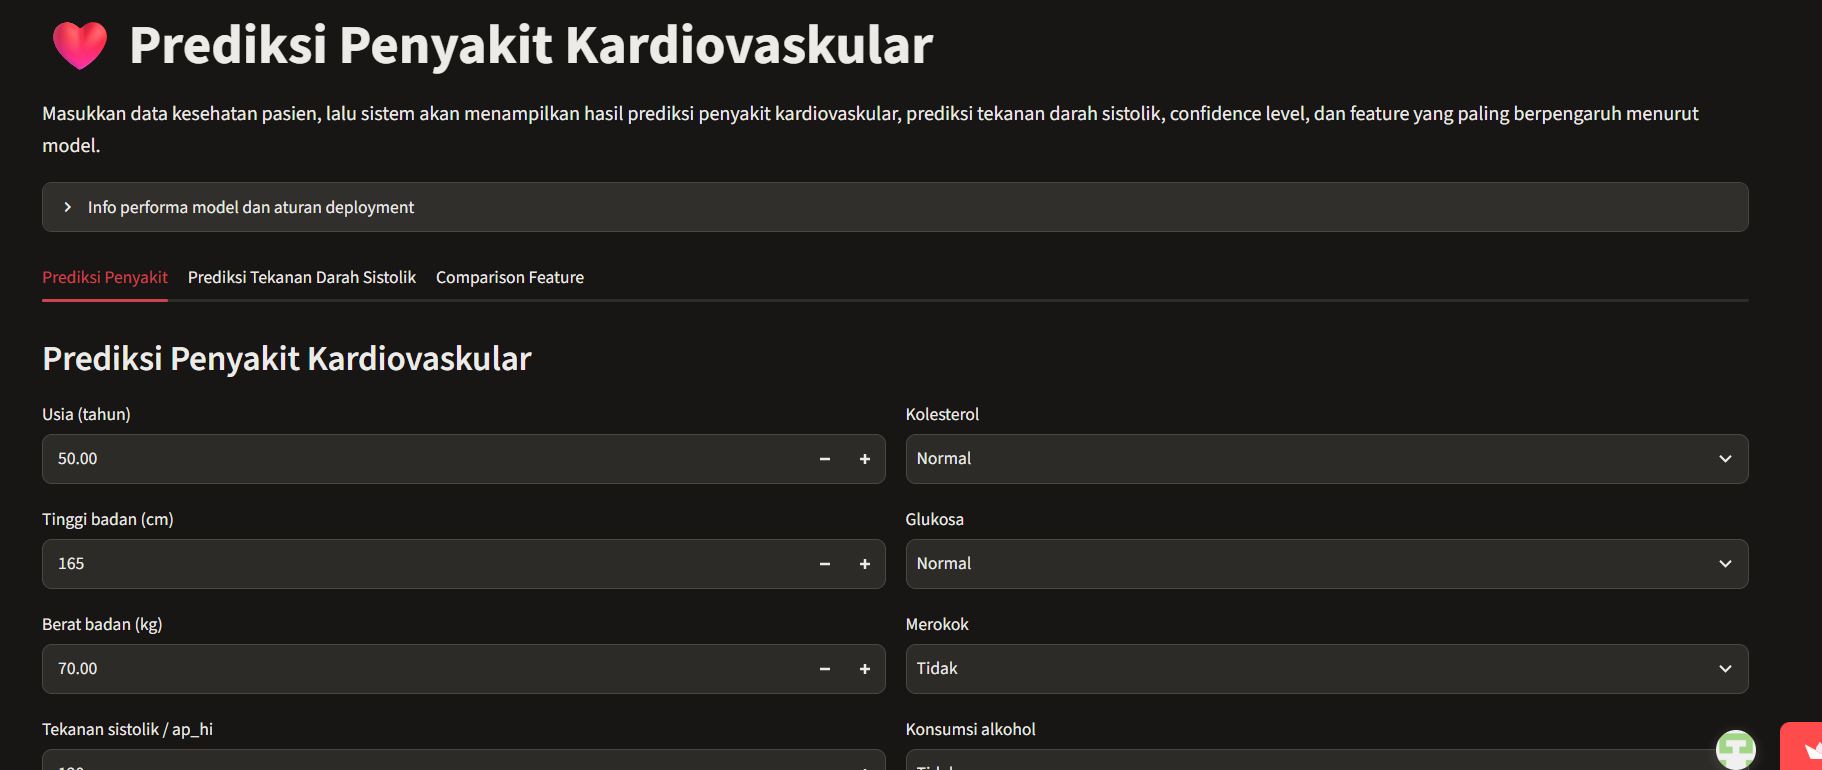 Prediksi Penyakit Kardiovaskular
Masukkan data kesehatan pasien, lalu sistem akan menampilkan hasil prediksi penyakit kardiovaskular, prediksi tekanan darah sistolik, confidence level, dan feature yang paling berpengaruh menurut
model.
Info performa model dan aturan deployment
Prediksi Penyakit Prediksi Tekanan Darah Sistolik Comparison Feature
Prediksi Penyakit Kardiovaskular
Usia (tahun)
50.00
Kolesterol
Normal
Tinggi badan (cm)
165
Glukosa
Normal
Berat badan (kg)
70.00
Merokok
Tidak
Tekanan sistolik / ap_hi
Konsumsi alkohol